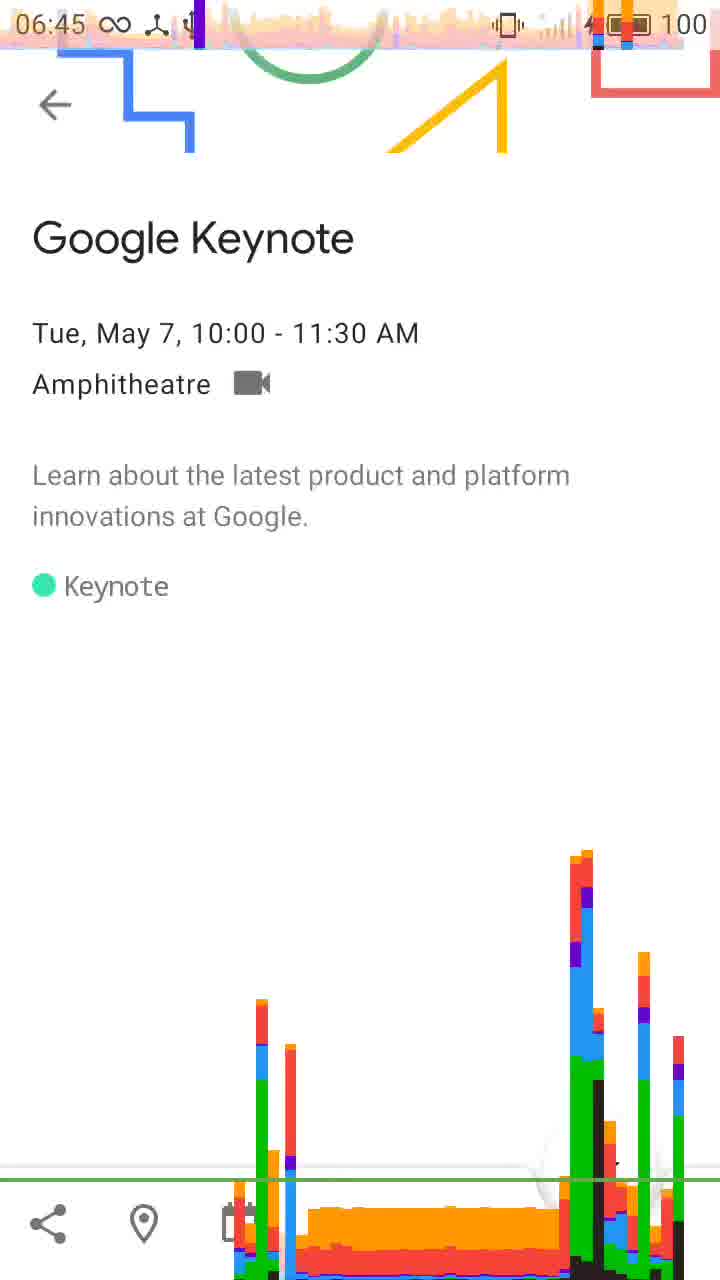 06:45 100
Google Keynote
Tue, May 7, 10:00 - 11:30 AM
Amphitheatre
Learn about the latest product and platform
innovations at Google.
Keynote